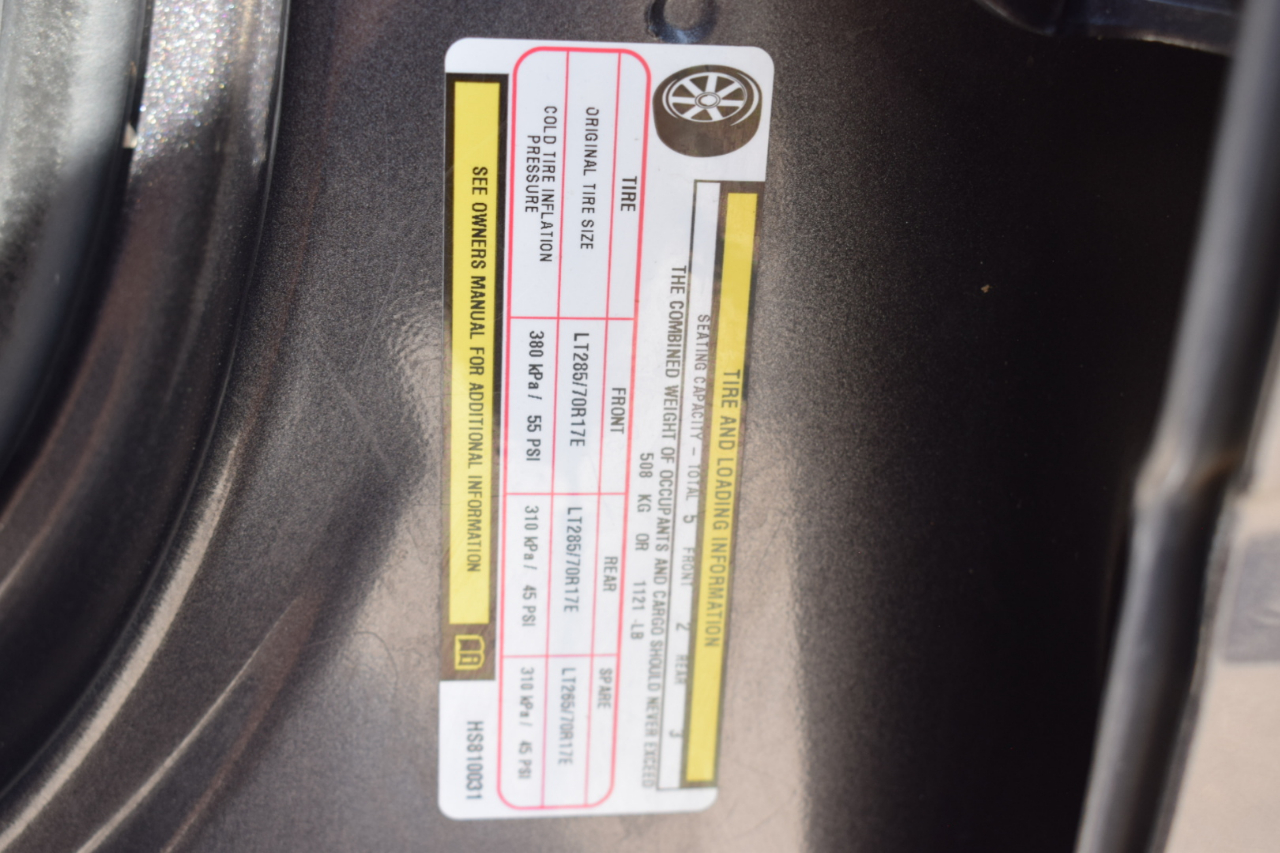 TIRE AND LOADING INFORMATION
SEATING CAPACITY – TOTAL 5 FRONT 2 REAR 3
THE COMBINED WEIGHT OF OCCUPANTS AND CARGO SHOULD NEVER EXCEED
508 KG OR 1121 LB
TIRE FRONT REAR SPARE
ORIGINAL TIRE SIZE LT285/70R17E LT285/70R17E LT265/70R17E
COLD TIRE INFLATION
PRESSURE 380 kPa / 55 PSI 310 kPa / 45 PSI 310 kPa / 45 PSI
SEE OWNERS MANUAL FOR ADDITIONAL INFORMATION
HS810031